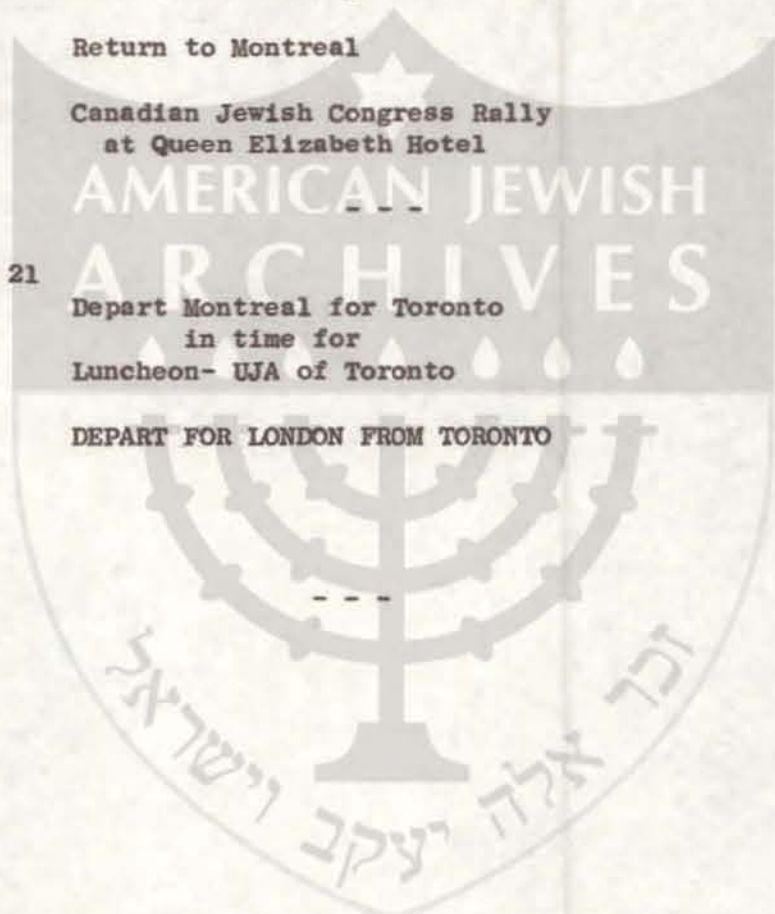 Return to Montreal
Canadian Jewish Congress Rally
at Queen Elizabeth Hotel
AMERICAN JEWISH
- - -
ARCHIVES
21
Depart Montreal for Toronto
in time for
Luncheon- UJA of Toronto
DEPART FOR LONDON FROM TORONTO
- - -
זכר אלה יעקב וישראל